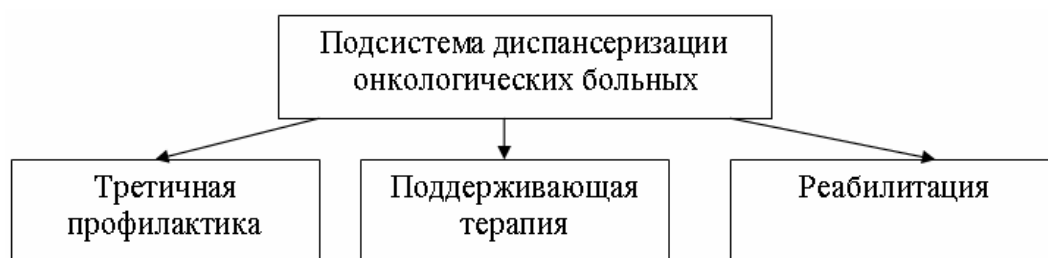 Подсистема диспансеризации
онкологических больных
Третичная
профилактика
Поддерживающая
терапия
Реабилитация